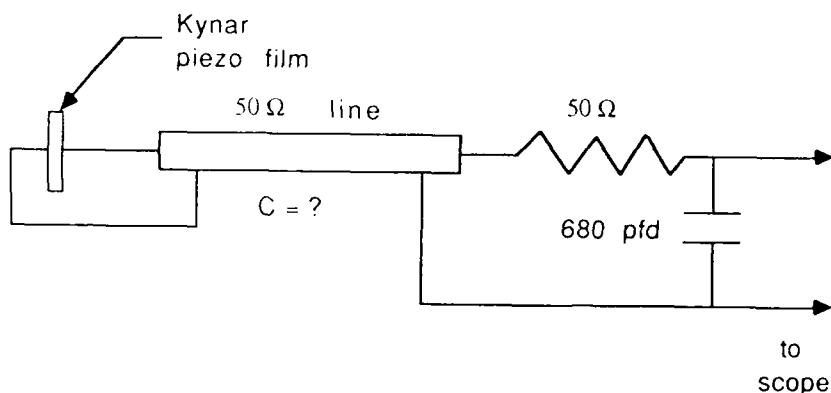 Kynar
piezo film
50 Ω line
50 Ω
C = ?
680 pfd
to
scope